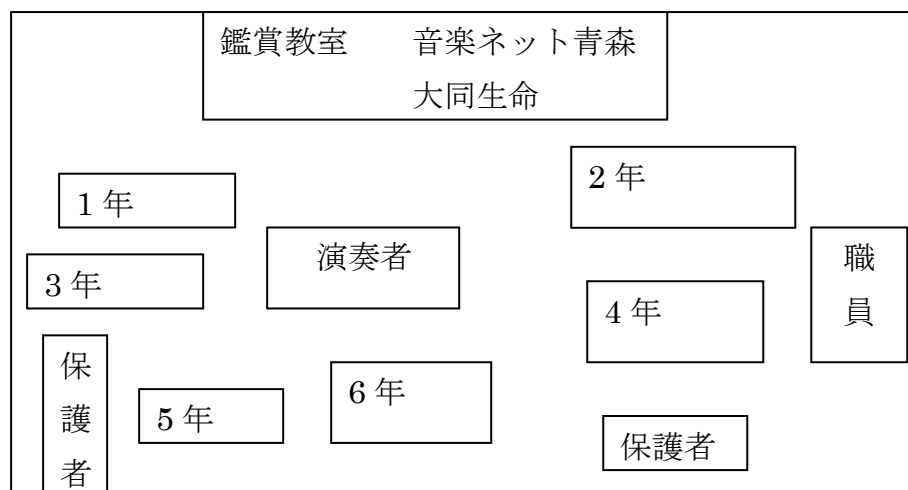 鑑賞教室　　音楽ネット青森
大同生命
1年
2年
演奏者
職員
3年
4年
保護者
5年
6年
保護者